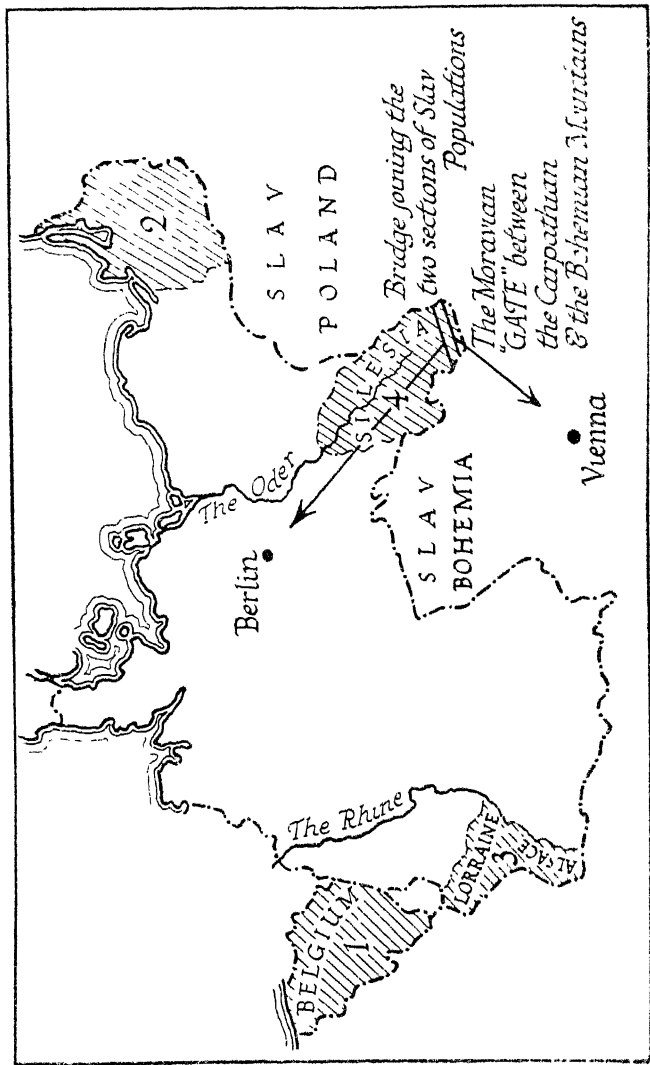 2
SLAV
POLAND
Bridge joining the
two sections of Slav
Populations
The Moravian
"GATE" between
the Carpathian
& the Bohemian Mountains
SILESIA
4
The Oder
Berlin
SLAV
BOHEMIA
Vienna
The Rhine
BELGIUM
1
LORRAINE
3
ALSACE